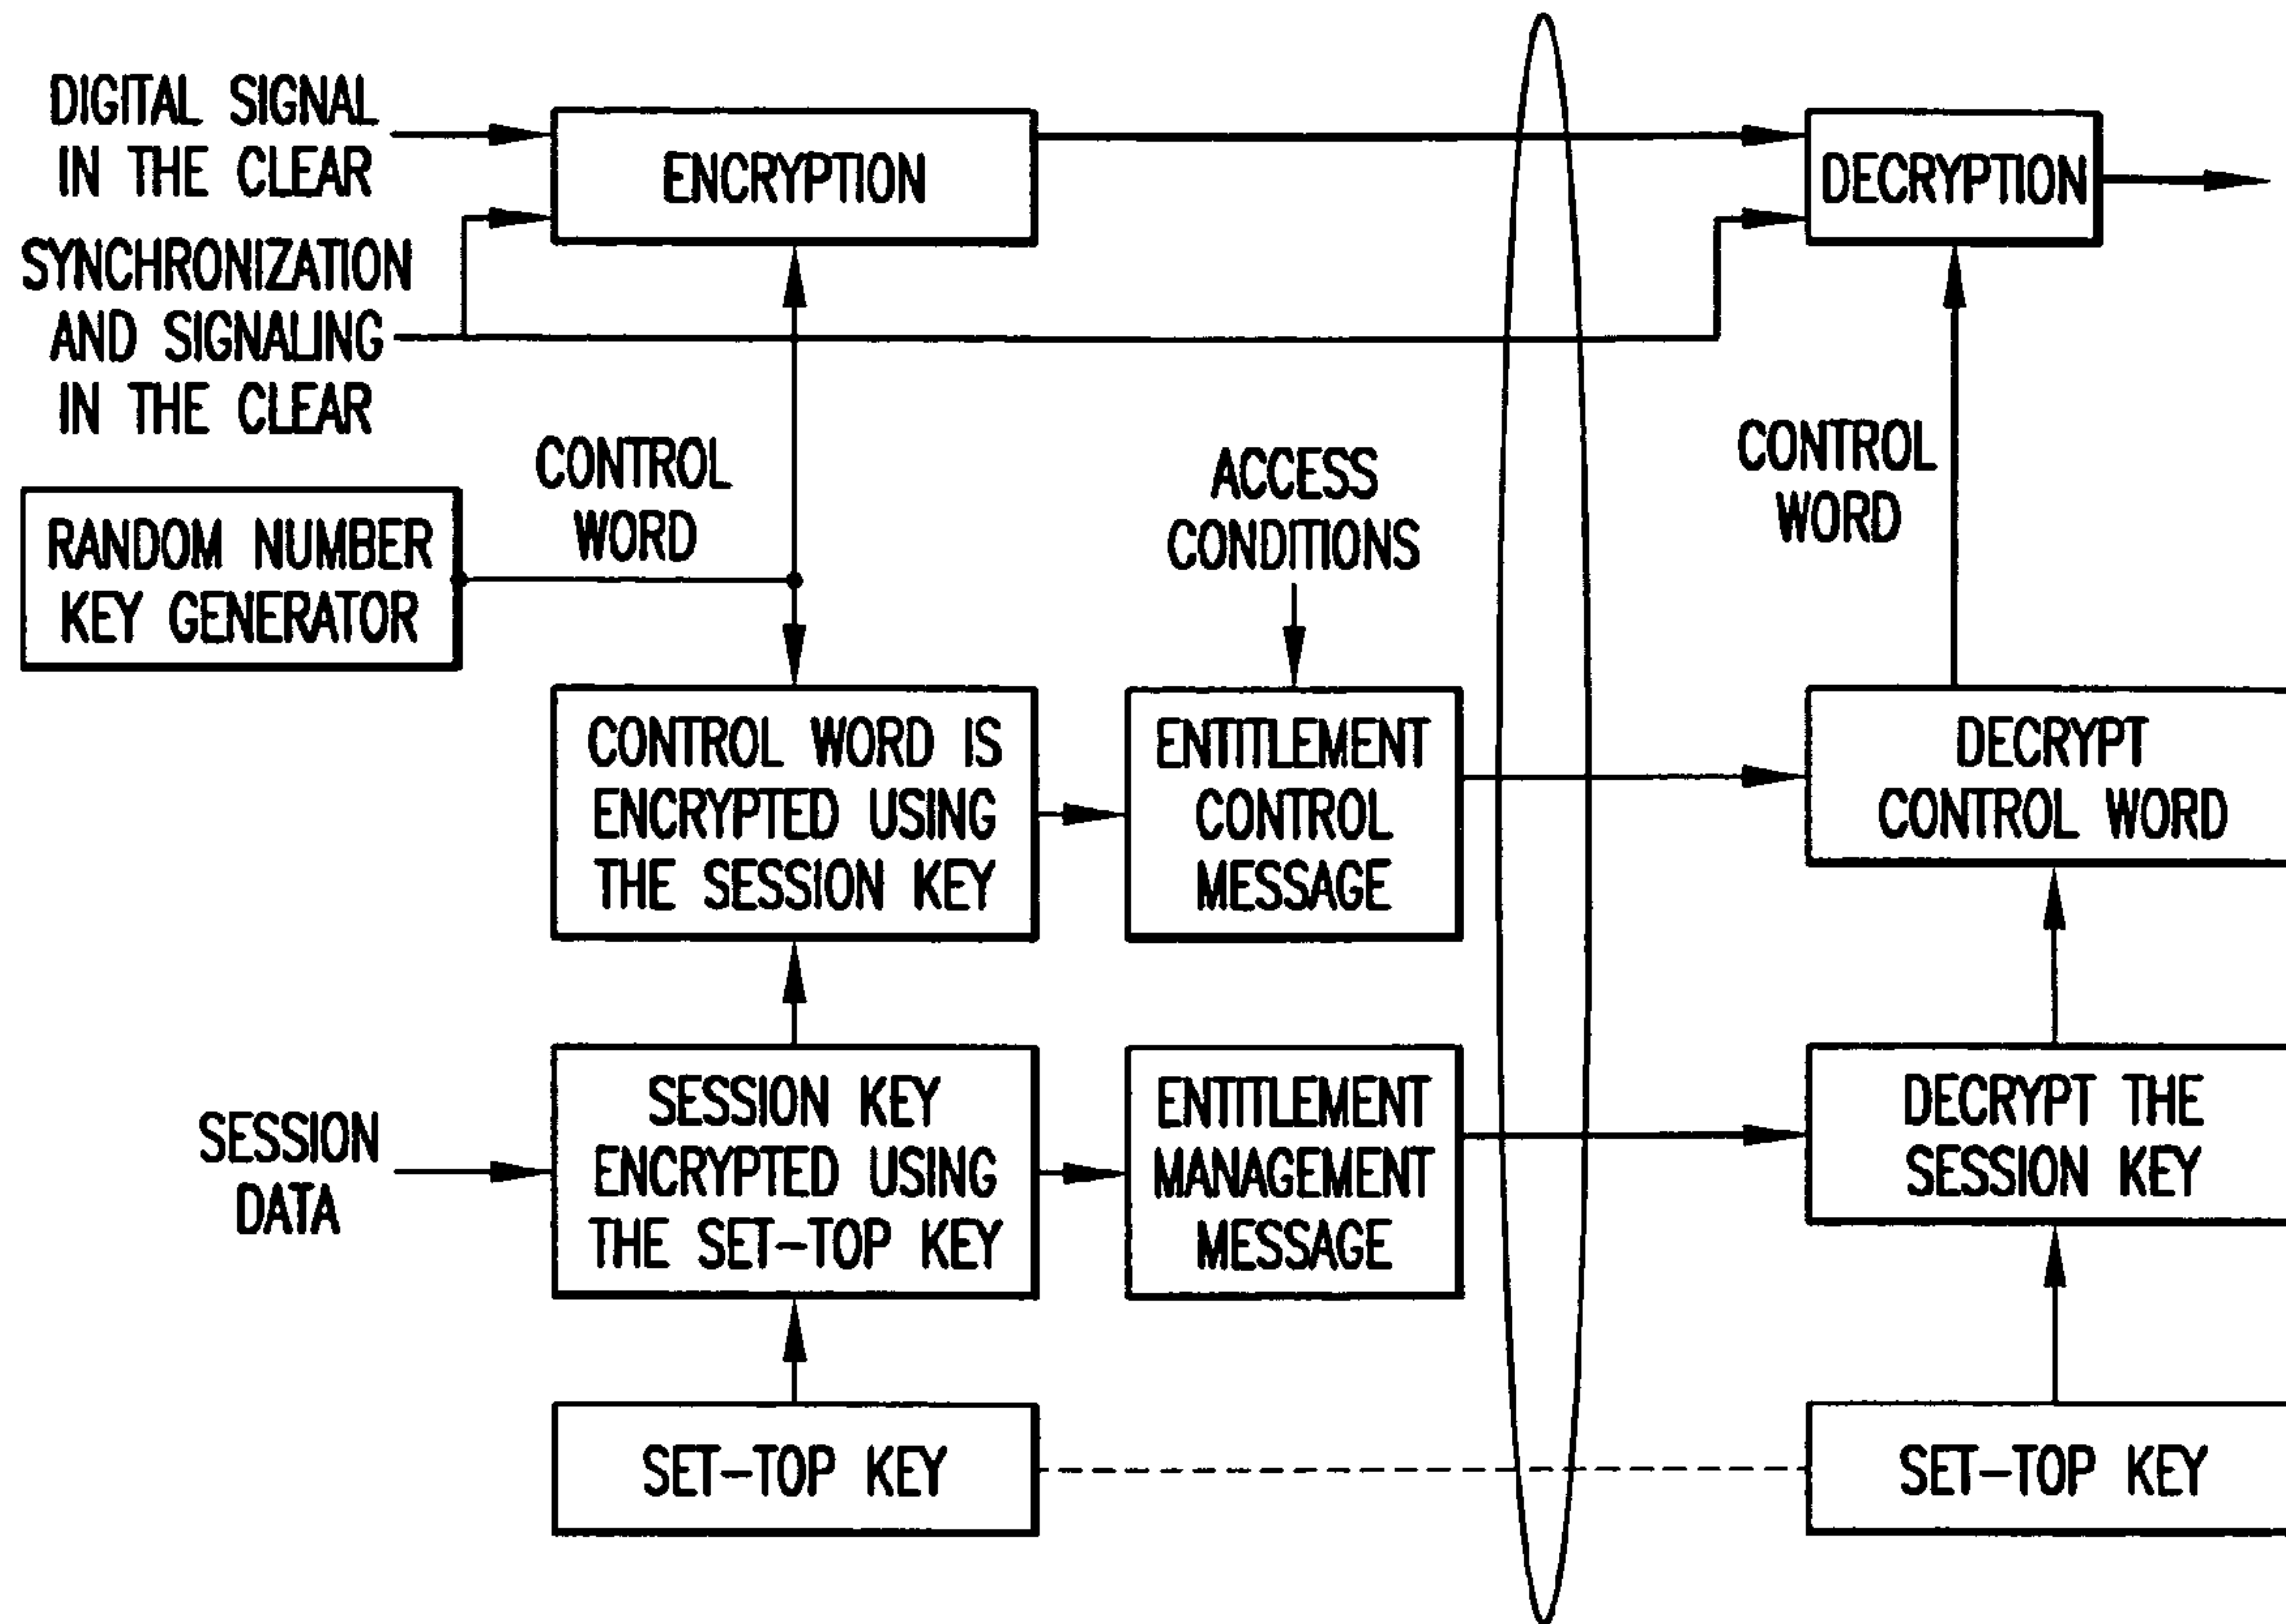 DIGITAL SIGNAL
IN THE CLEAR
ENCRYPTION
DECRYPTION
SYNCHRONIZATION
AND SIGNALING
IN THE CLEAR
CONTROL
WORD
ACCESS
CONDITIONS
CONTROL
WORD
RANDOM NUMBER
KEY GENERATOR
CONTROL WORD IS
ENCRYPTED USING
THE SESSION KEY
ENTITLEMENT
CONTROL
MESSAGE
DECRYPT
CONTROL WORD
SESSION
DATA
SESSION KEY
ENCRYPTED USING
THE SET-TOP KEY
ENTITLEMENT
MANAGEMENT
MESSAGE
DECRYPT THE
SESSION KEY
SET-TOP KEY
SET-TOP KEY